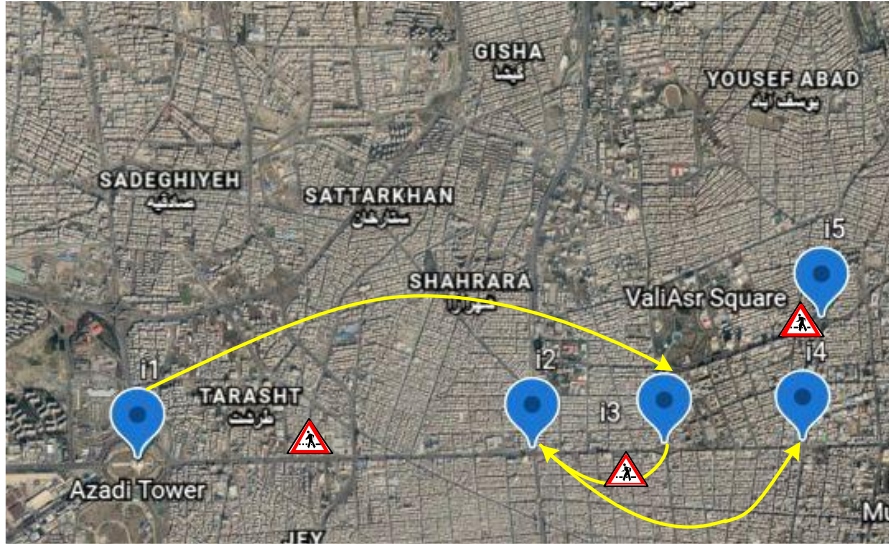 GISHA
گیشا
YOUSEF ABAD
یوسف آباد
SADEGHIYEH
صادقیه
SATTARKHAN
ستارخان
i5
SHAHRARA
شهرآرا
ValiAsr Square
i1
i2
i4
TARASHT
طرشت
i3
Azadi Tower
JEY
Mu